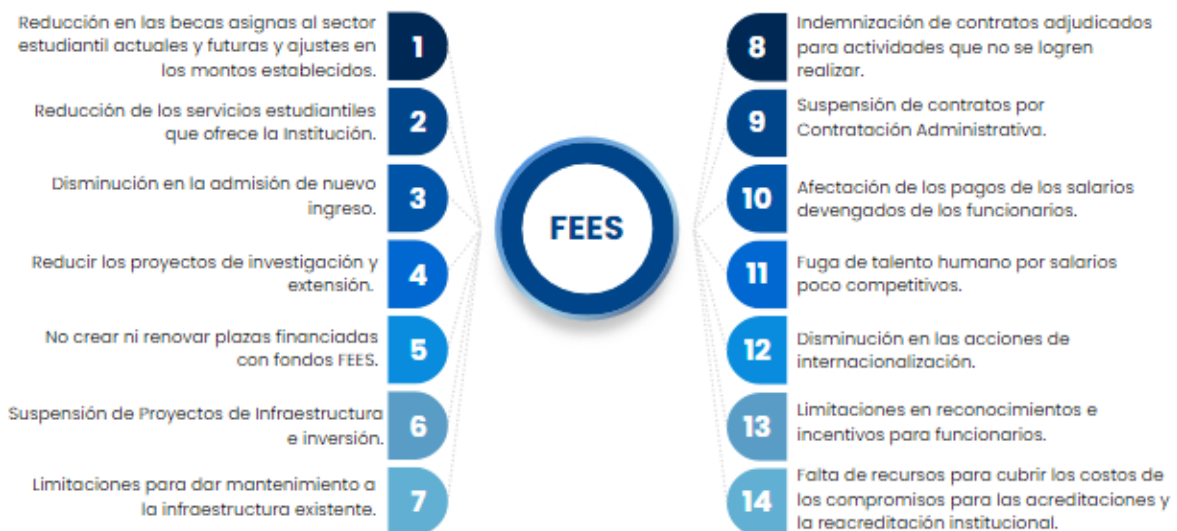 Reducción en las becas asignas al sector
estudiantil actuales y futuras y ajustes en
los montos establecidos.
1
Reducción de los servicios estudiantiles
que ofrece la Institución.
2
Disminución en la admisión de nuevo
ingreso.
3
Reducir los proyectos de investigación y
extensión.
4
No crear ni renovar plazas financiadas
con fondos FEES.
5
Suspensión de Proyectos de Infraestructura
e inversión.
6
Limitaciones para dar mantenimiento a
la infraestructura existente.
7
FEES
8
Indemnización de contratos adjudicados
para actividades que no se logren
realizar.
9
Suspensión de contratos por
Contratación Administrativa.
10
Afectación de los pagos de los salarios
devengados de los funcionarios.
11
Fuga de talento humano por salarios
poco competitivos.
12
Disminución en las acciones de
internacionalización.
13
Limitaciones en reconocimientos e
incentivos para funcionarios.
14
Falta de recursos para cubrir los costos de
los compromisos para las acreditaciones y
la reacreditación institucional.